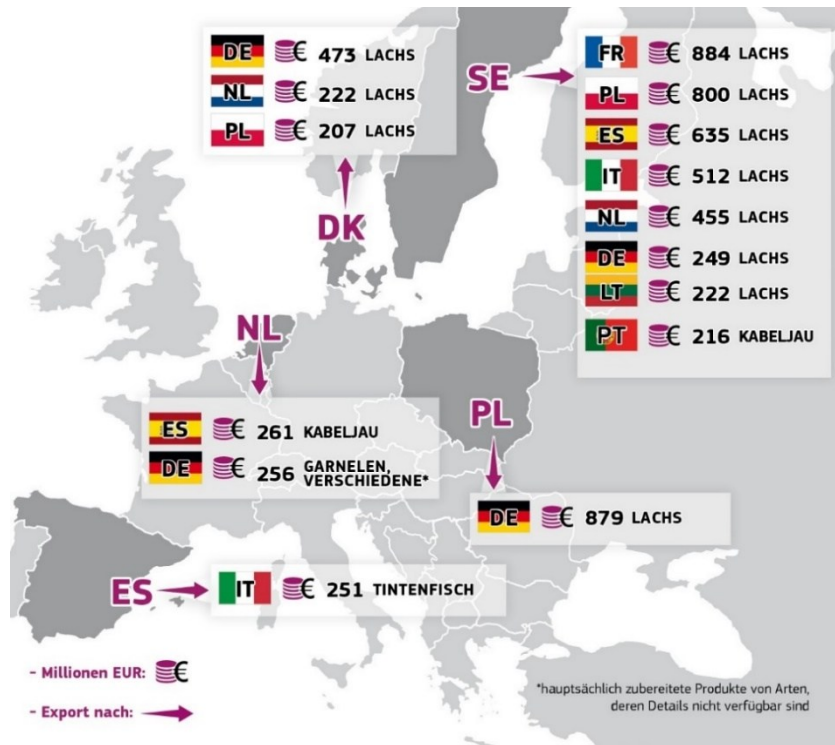 DE € 473 LACHS
NL € 222 LACHS
PL € 207 LACHS
DK
SE
FR € 884 LACHS
PL € 800 LACHS
ES € 635 LACHS
IT € 512 LACHS
NL € 455 LACHS
DE € 249 LACHS
LT € 222 LACHS
PT € 216 KABELJAU
NL
ES € 261 KABELJAU
DE € 256 GARNELEN,
VERSCHIEDENE*
PL
DE € 879 LACHS
ES
IT € 251 TINTENFISCH
- Millionen EUR: €
- Export nach:
*hauptsächlich zubereitete Produkte von Arten,
deren Details nicht verfügbar sind